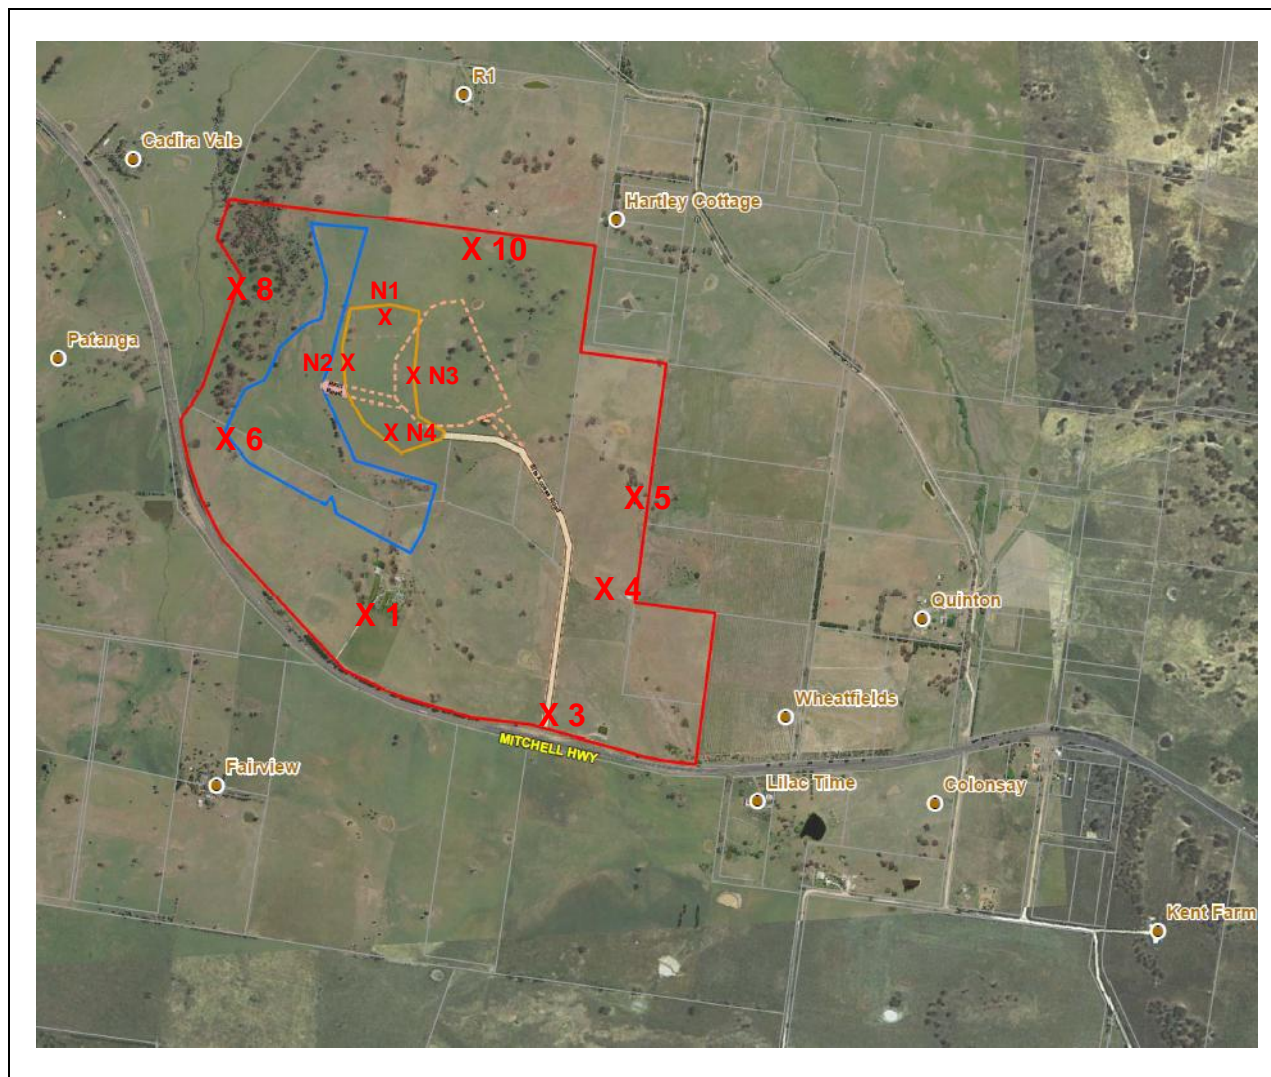 R1
Cadira Vale
Hartley Cottage
X 10
X 8
N1
X
Patanga
N2 X
X N3
X N4
X 6
X 5
X 4
X 1
Quinton
X 3
Wheatfields
MITCHELL HWY
Fairview
Lilac Time
Colonsay
Kent Farm